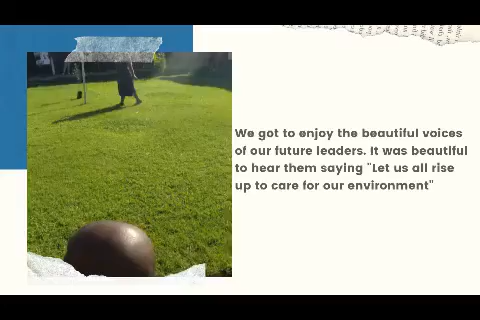 We got to enjoy the beautiful voices
of our future leaders. It was beautiful
to hear them saying "Let us all rise
up to care for our environment"